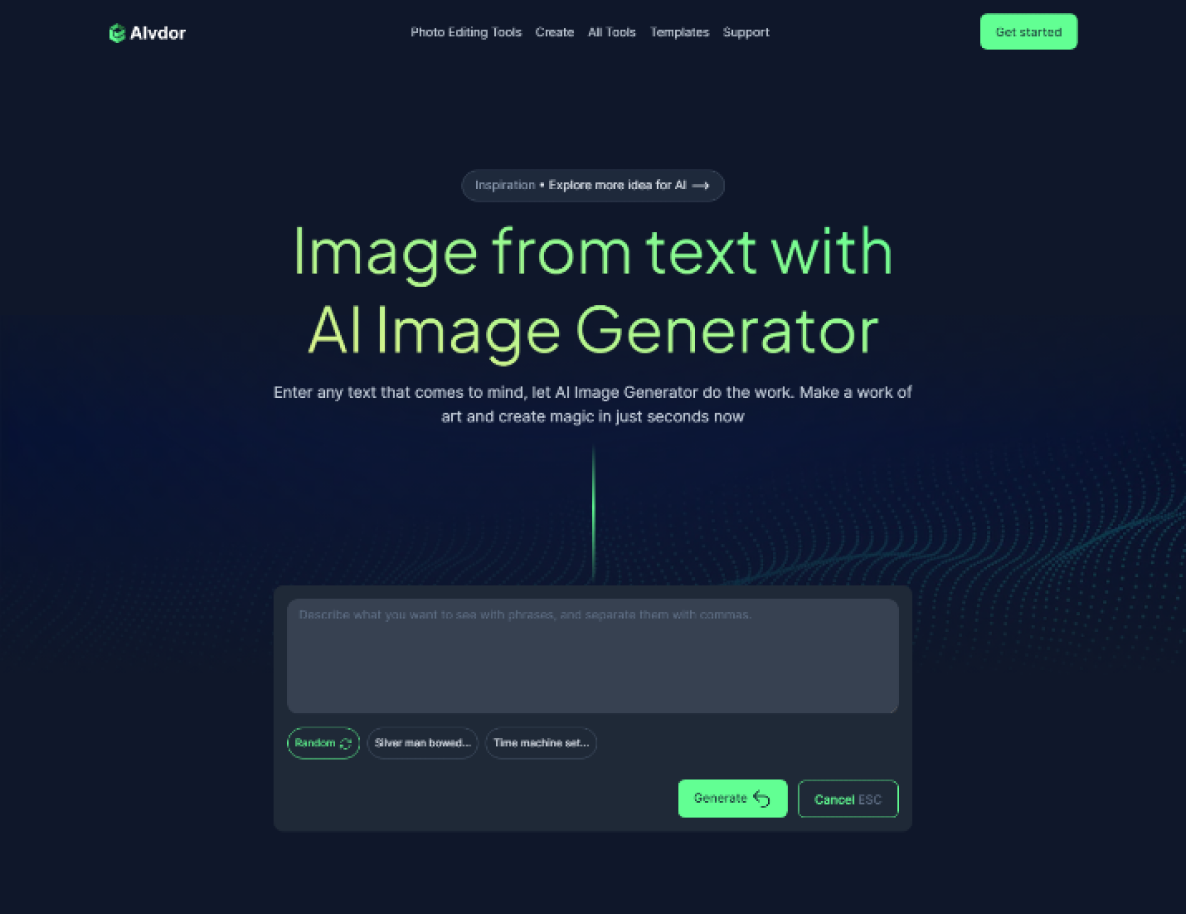 AIvdor
Photo Editing Tools Create All Tools Templates Support
Get started
Inspiration • Explore more idea for AI →
Image from text with
AI Image Generator
Enter any text that comes to mind, let AI Image Generator do the work. Make a work of
art and create magic in just seconds now
Describe what you want to see with phrases, and separate them with commas.
Random Silver man bowed... Time machine set...
Generate Cancel ESC